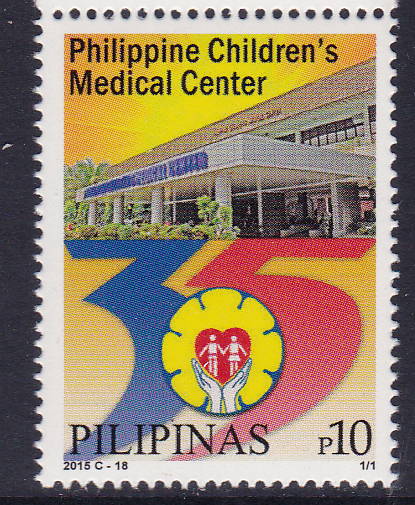 Philippine Children's
Medical Center
35
PILIPINAS
P10
2015 C - 18
1/1